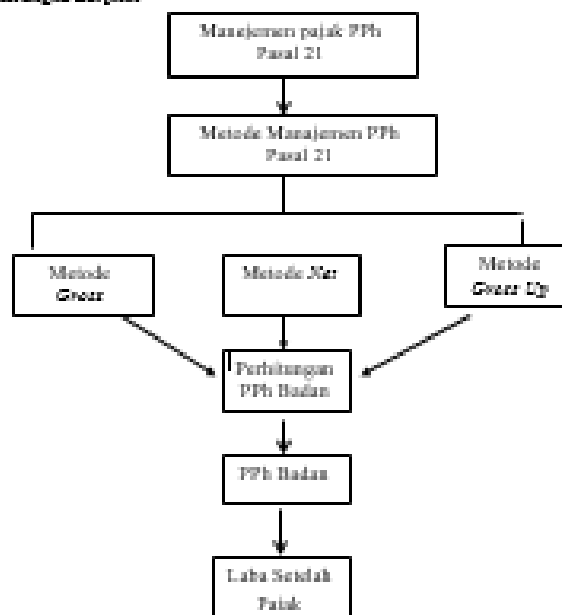 Manajemen pajak PPh
Pasal 21
Metode Manajemen PPh
Pasal 21
Metode
Gross
Metode Net
Metode
Gross Up
Perhitungan
PPh Badan
PPh Badan
Laba Setelah
Pajak